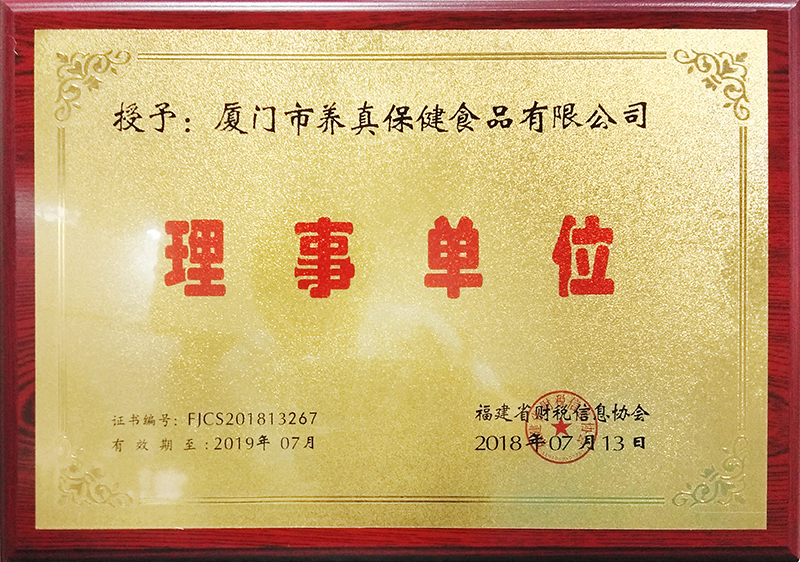 授予：厦门市养真保健食品有限公司
理事单位
证书编号：FJCS201813267
有效期至：2019年07月
福建省财税信息协会
2018年07月13日